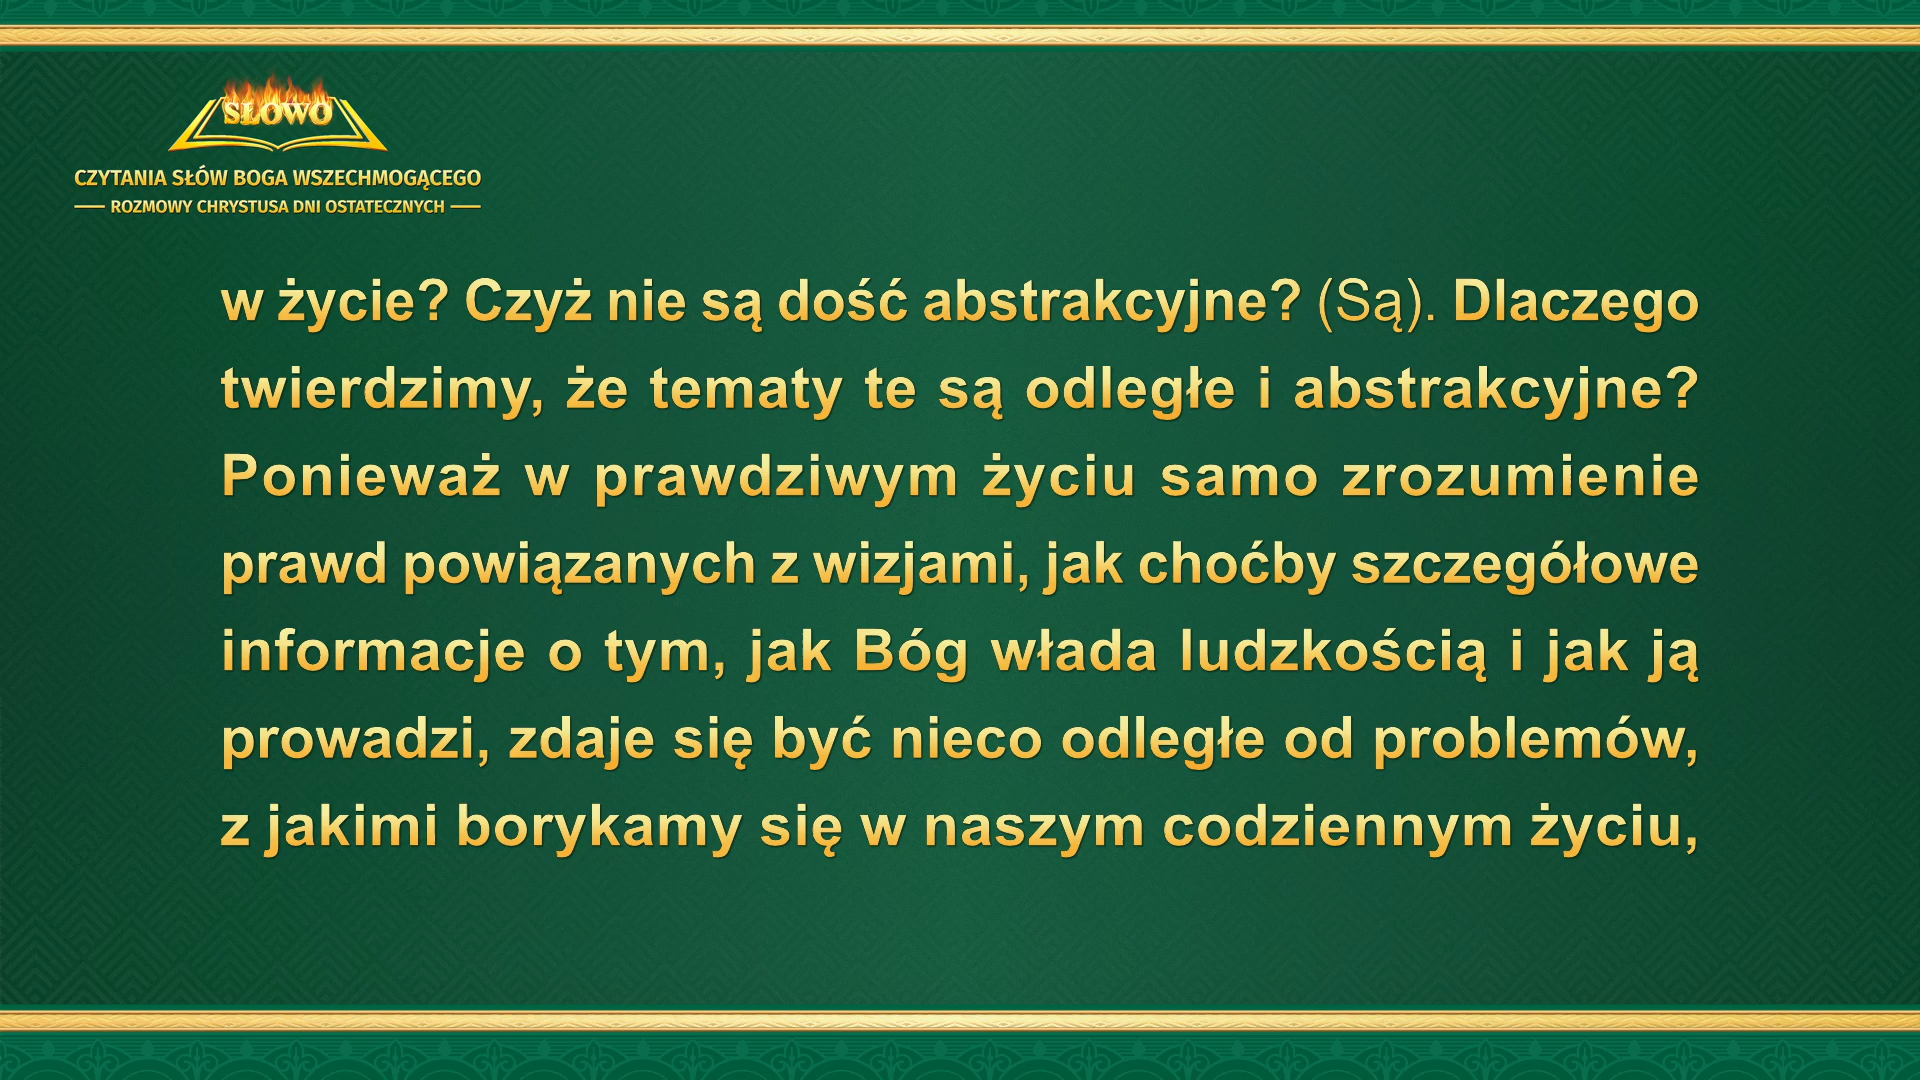 SŁOWO
CZYTANIA SŁÓW BOGA WSZECHMOGĄCEGO
ROZMOWY CHRYSTUSA DNI OSTATECZNYCH
w życie? Czyż nie są dość abstrakcyjne? (Są). Dlaczego
twierdzimy, że tematy te są odległe i abstrakcyjne?
Ponieważ w prawdziwym życiu samo zrozumienie
prawd powiązanych z wizjami, jak choćby szczegółowe
informacje o tym, jak Bóg włada ludzkością i jak ją
prowadzi, zdaje się być nieco odległe od problemów,
z jakimi borykamy się w naszym codziennym życiu,